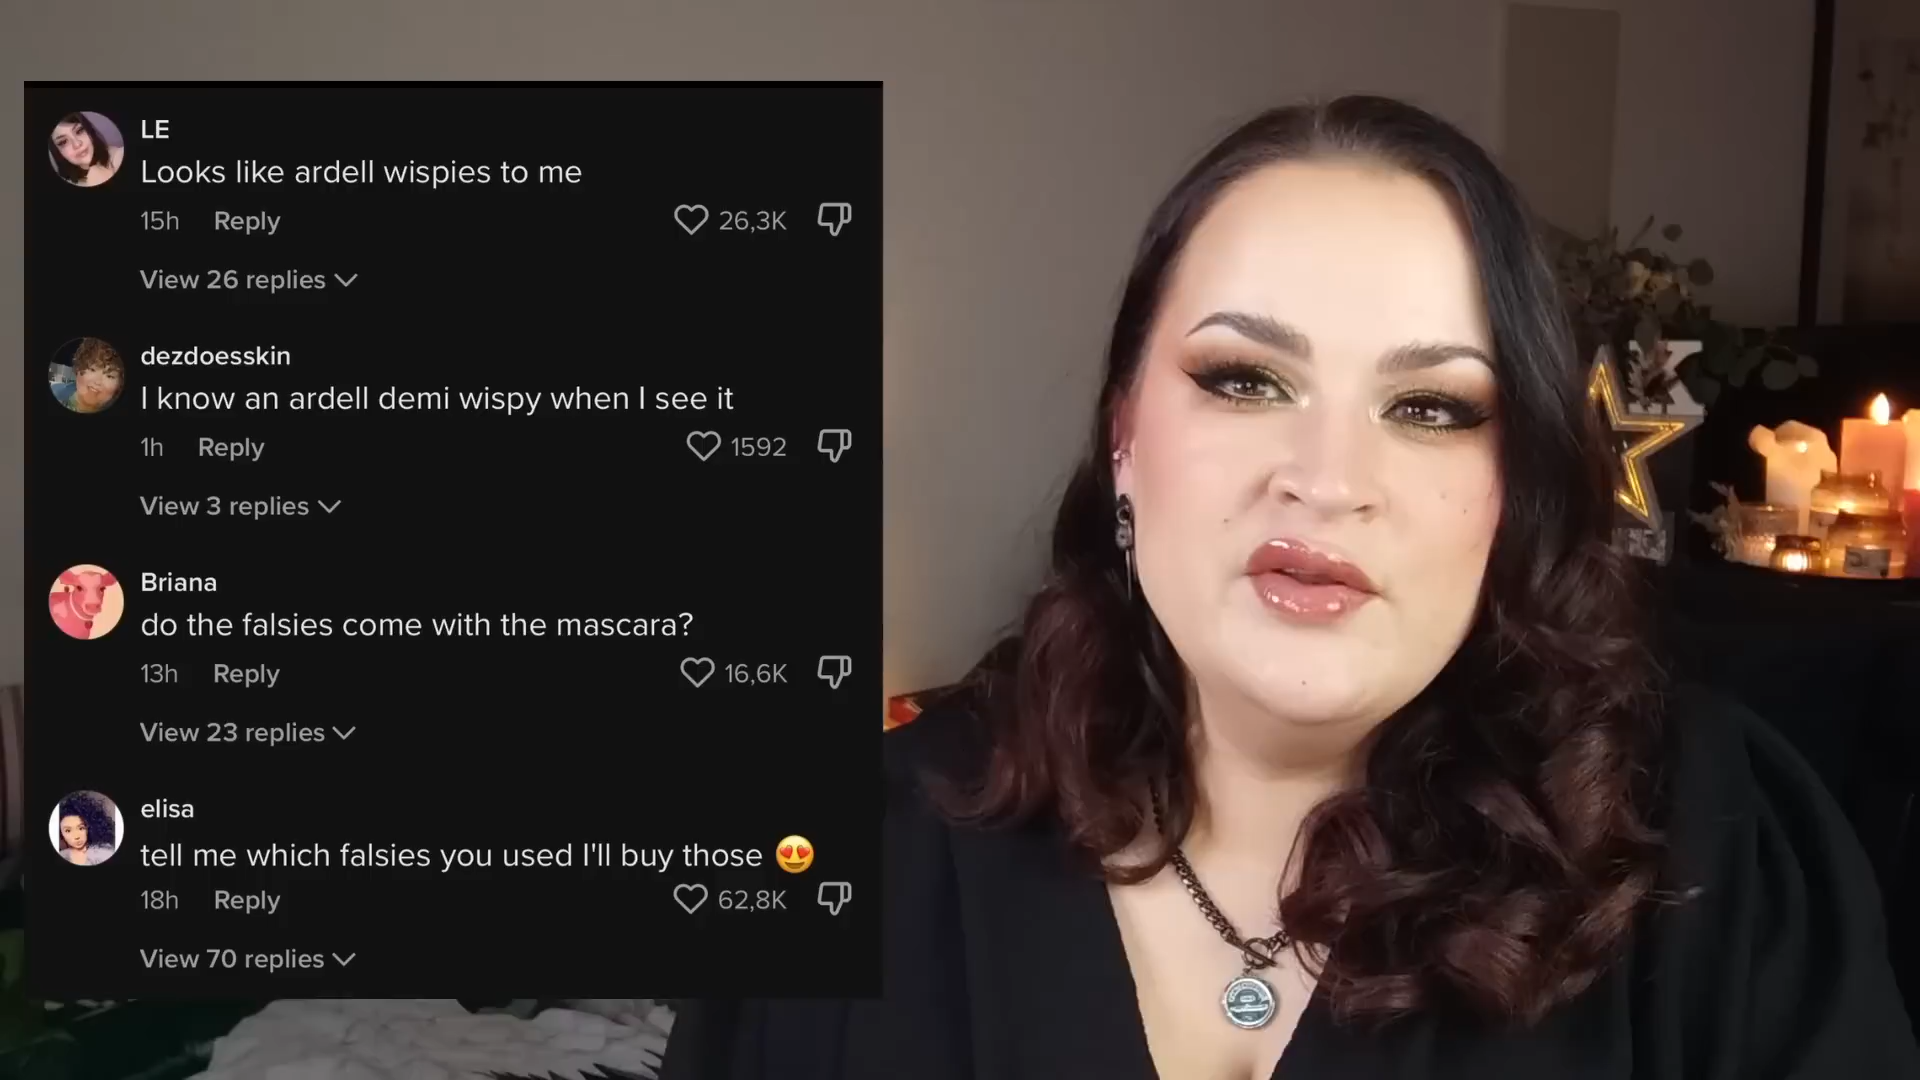 LE
Looks like ardell wispies to me
15h Reply 26,3K
View 26 replies
dezdoesskin
I know an ardell demi wispy when I see it
1h Reply 1592
View 3 replies
Briana
do the falsies come with the mascara?
13h Reply 16,6K
View 23 replies
elisa
tell me which falsies you used I'll buy those 😍
18h Reply 62,8K
View 70 replies
K